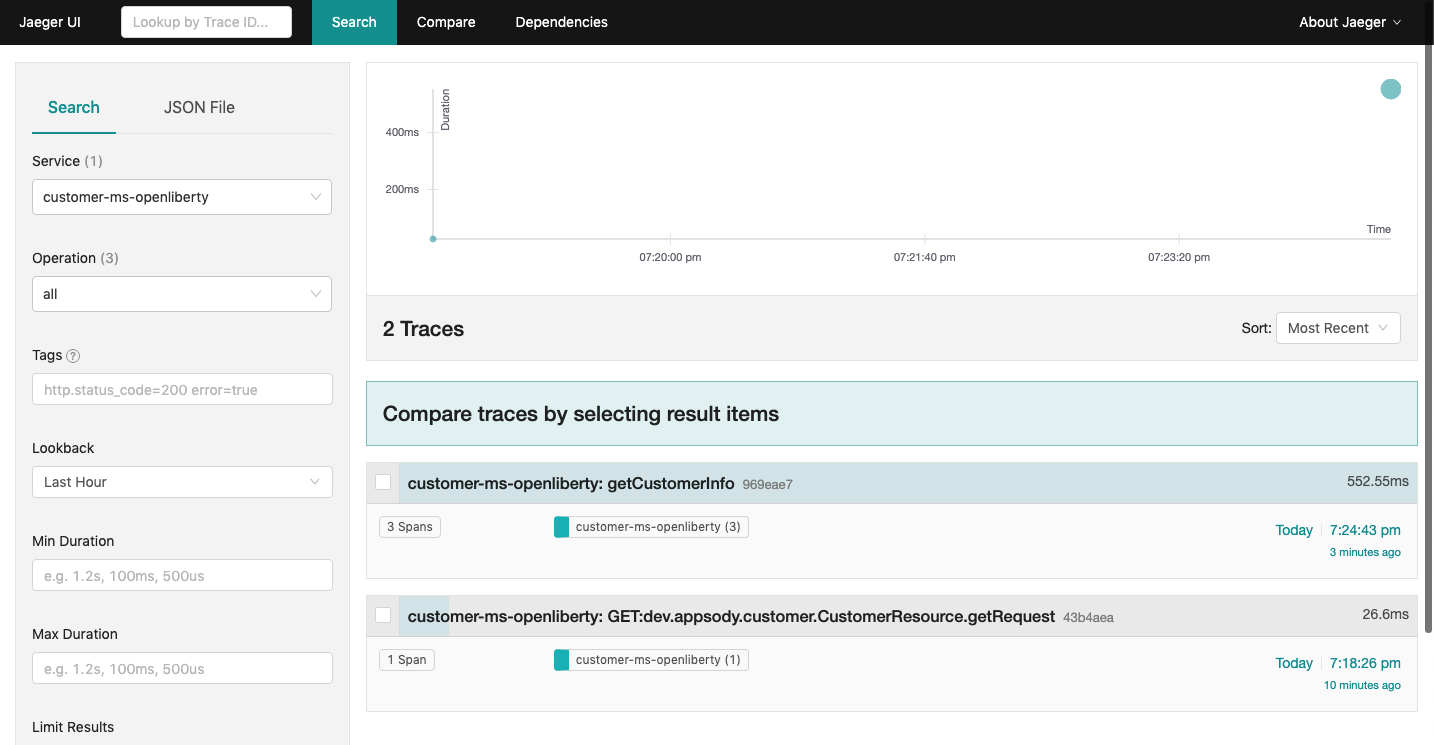 Jaeger UI
Lookup by Trace ID...
Search
Compare
Dependencies
About Jaeger
Search
JSON File
Service (1)
customer-ms-openliberty
Operation (3)
all
Tags ?
http.status_code=200 error=true
Lookback
Last Hour
Min Duration
e.g. 1.2s, 100ms, 500us
Max Duration
e.g. 1.2s, 100ms, 500us
Limit Results
Duration
400ms
200ms
Time
07:20:00 pm
07:21:40 pm
07:23:20 pm
2 Traces
Sort: Most Recent
Compare traces by selecting result items
customer-ms-openliberty: getCustomerInfo 969eae7
552.55ms
3 Spans
customer-ms-openliberty (3)
Today 7:24:43 pm
3 minutes ago
customer-ms-openliberty: GET:dev.appsody.customer.CustomerResource.getRequest 43b4aea
26.6ms
1 Span
customer-ms-openliberty (1)
Today 7:18:26 pm
10 minutes ago